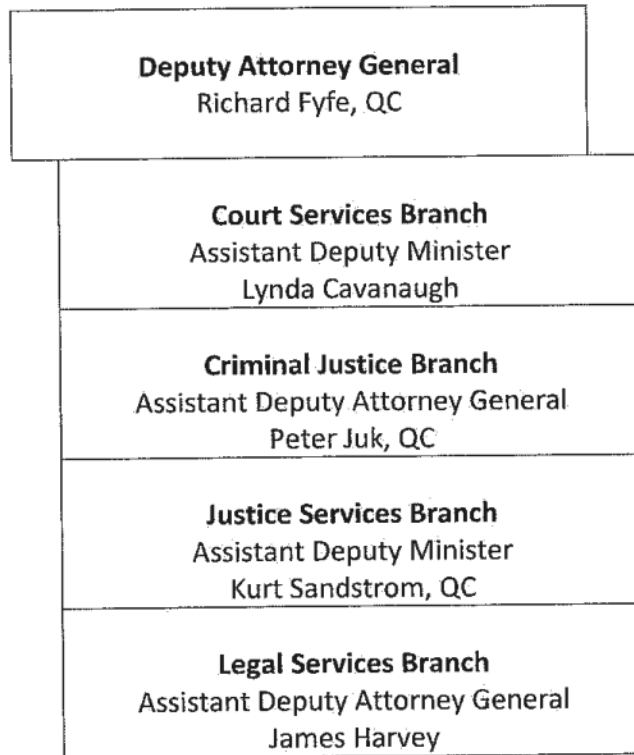 Deputy Attorney General
Richard Fyfe, QC
Court Services Branch
Assistant Deputy Minister
Lynda Cavanaugh
Criminal Justice Branch
Assistant Deputy Attorney General
Peter Juk, QC
Justice Services Branch
Assistant Deputy Minister
Kurt Sandstrom, QC
Legal Services Branch
Assistant Deputy Attorney General
James Harvey